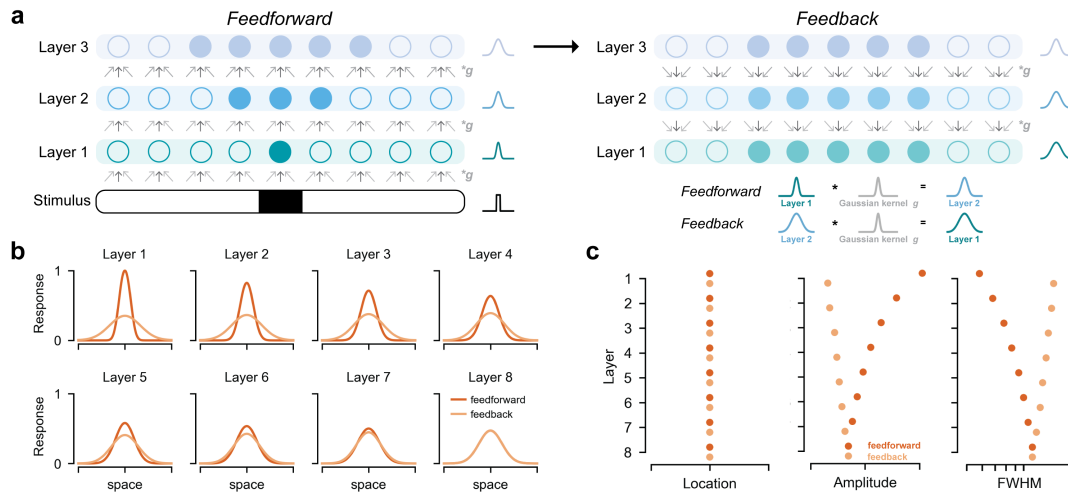 a
Feedforward
Feedback
Layer 3
Layer 3
*g
*g
Layer 2
Layer 2
*g
*g
Layer 1
Layer 1
*g
Stimulus
Feedforward * =
Layer 1 Gaussian kernel g Layer 2
Feedback * =
Layer 2 Gaussian kernel g Layer 1
b
Layer 1 Layer 2 Layer 3 Layer 4
Response
1
0
Layer 5 Layer 6 Layer 7 Layer 8
Response
1
0
feedforward
feedback
space space space space
c
Layer
1
2
3
4
5
6
7
8
feedforward
feedback
Location Amplitude FWHM